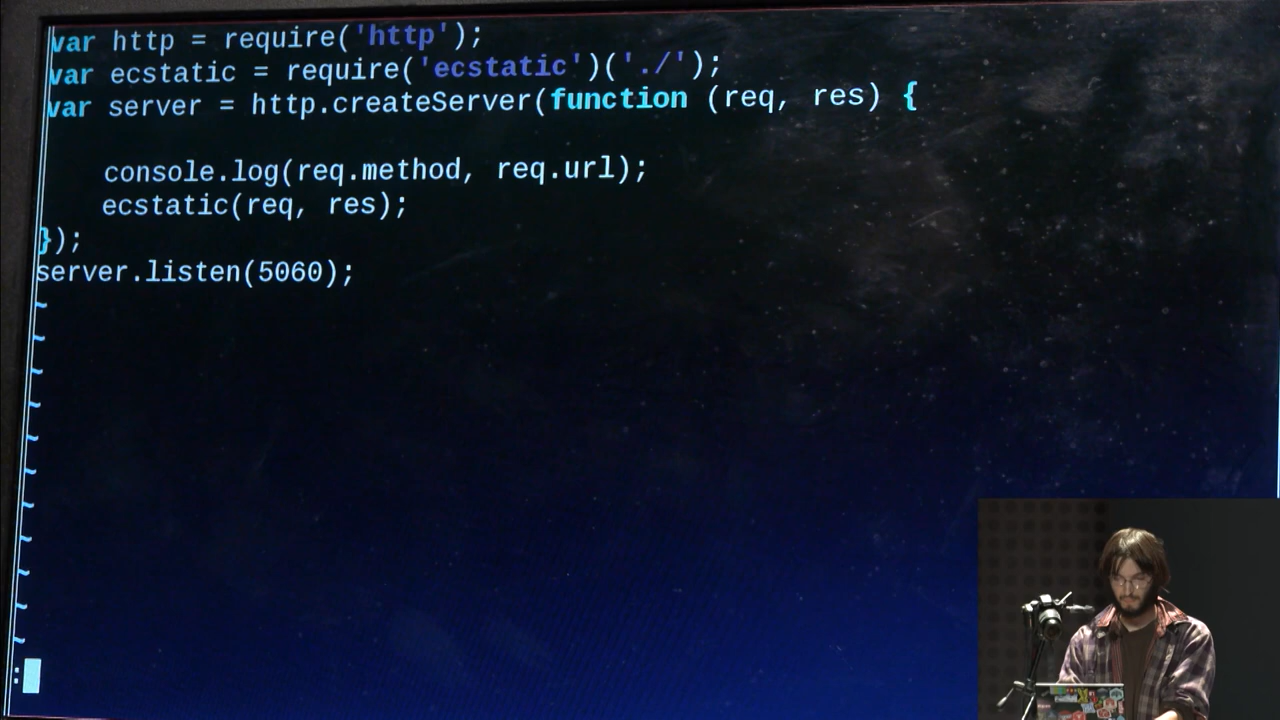 var http = require('http');
var ecstatic = require('ecstatic')('./');
var server = http.createServer(function (req, res) {
console.log(req.method, req.url);
ecstatic(req, res);
});
server.listen(5060);
~
~
~
~
~
~
~
~
~
~
~
: